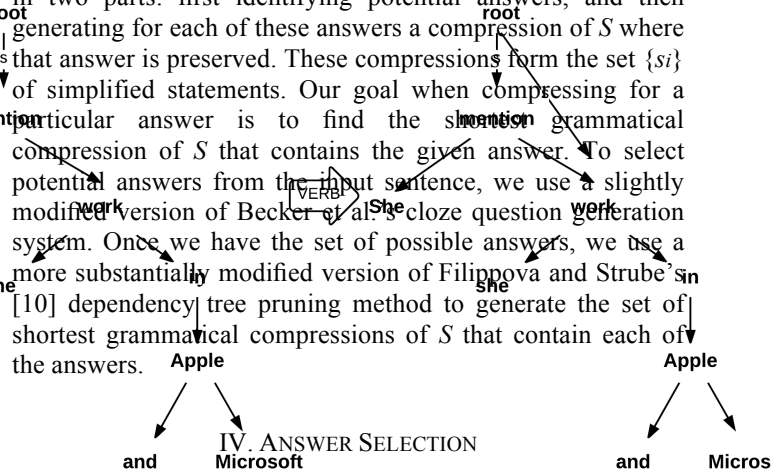 in two parts: first identifying potential answers, and then
generating for each of these answers a compression of S where
that answer is preserved. These compressions form the set {si}
of simplified statements. Our goal when compressing for a
particular answer is to find the shortest grammatical
compression of S that contains the given answer. To select
potential answers from the input sentence, we use a slightly
modified version of Becker et al.'s cloze question generation
system. Once we have the set of possible answers, we use a
more substantially modified version of Filippova and Strube's
[10] dependency tree pruning method to generate the set of
shortest grammatical compressions of S that contain each of
the answers.
IV. ANSWER SELECTION
root
s
s
mention
VERB
She
work
work
she
in
in
Apple
Apple
and
Microsoft
and